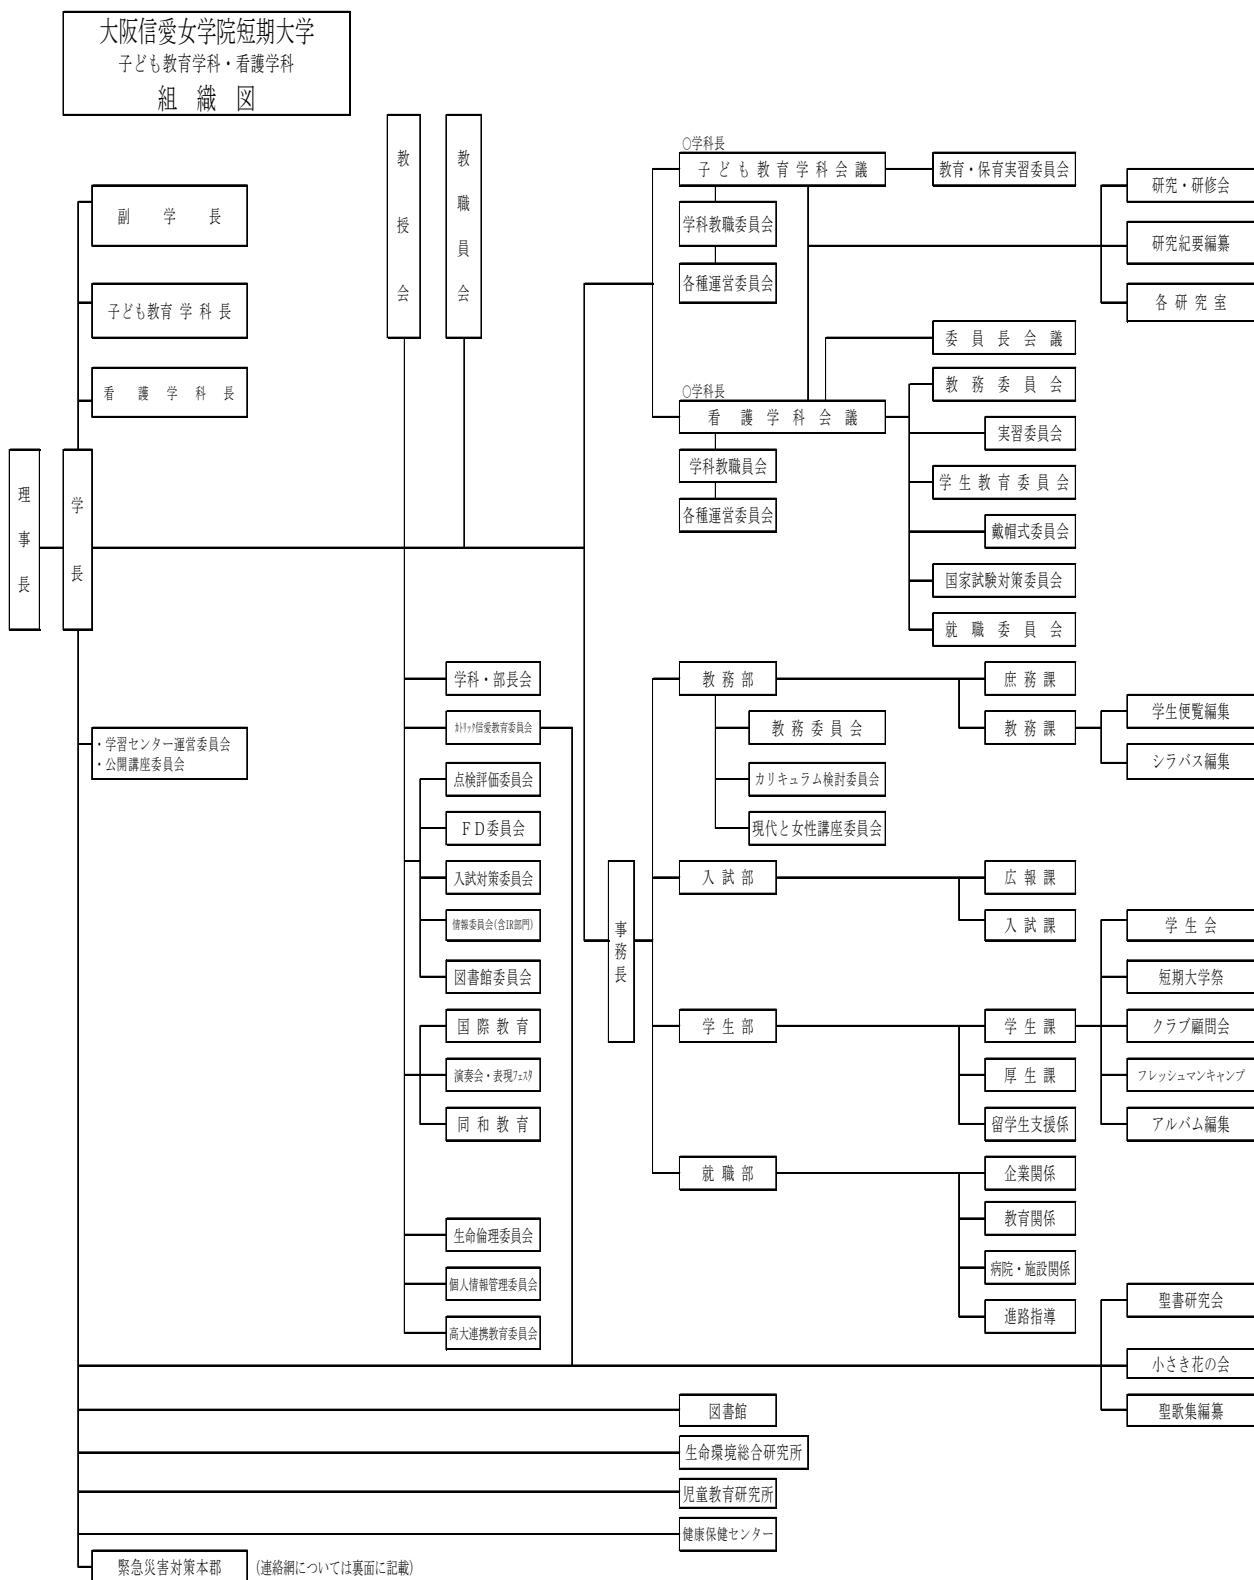 大阪信愛女学院短期大学
子ども教育学科・看護学科
組織図
教授会
教職員会
副学長
子ども教育学科長
看護学科長
理事長
学長
・学習センター運営委員会
・公開講座委員会
○学科長
子ども教育学科会議
教育・保育実習委員会
学科教職委員会
各種運営委員会
研究・研修会
研究紀要編纂
各研究室
委員長会議
○学科長
看護学科会議
学科教職員会
各種運営委員会
教務委員会
実習委員会
学生教育委員会
戴帽式委員会
国家試験対策委員会
就職委員会
学科・部長会
カトリック信愛教育委員会
点検評価委員会
FD委員会
入試対策委員会
情報委員会(含IR部門)
図書館委員会
国際教育
演奏会・表現フェスタ
同和教育
生命倫理委員会
個人情報管理委員会
高大連携教育委員会
事務長
教務部
庶務課
教務課
学生便覧編集
シラバス編集
教務委員会
カリキュラム検討委員会
現代と女性講座委員会
入試部
広報課
入試課
学生部
学生課
厚生課
留学生支援係
学生会
短期大学祭
クラブ顧問会
フレッシュマンキャンプ
アルバム編集
就職部
企業関係
教育関係
病院・施設関係
進路指導
聖書研究会
小さき花の会
聖歌集編纂
図書館
生命環境総合研究所
児童教育研究所
健康保健センター
緊急災害対策本郡 (連絡網については裏面に記載)